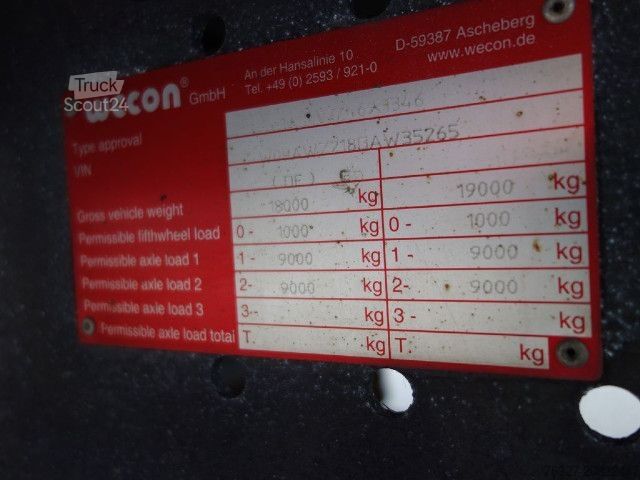 Truck
Scout24
wecon® GmbH
An der Hansalinie 10
Tel. +49 (0) 2593 / 921-0
D-59387 Ascheberg
www.wecon.de
Type approval
VIN
Gross vehicle weight 18000 kg 19000 kg
Permissible fifthwheel load 0- 1000 kg 0- 1000 kg
Permissible axle load 1 1- 9000 kg 1- 9000 kg
Permissible axle load 2 2- 9000 kg 2- 9000 kg
Permissible axle load 3 3- kg 3- kg
Permissible axle load total T. kg T. kg